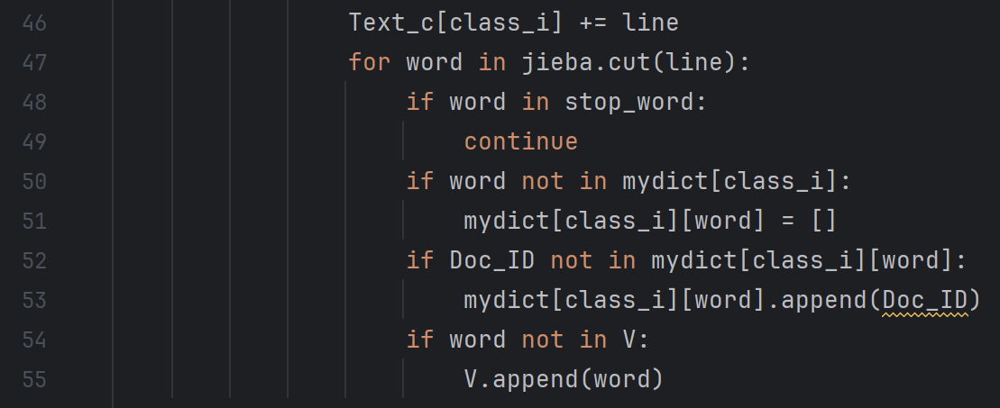 46 Text_c[class_i] += line
47 for word in jieba.cut(line):
48 if word in stop_word:
49 continue
50 if word not in mydict[class_i]:
51 mydict[class_i][word] = []
52 if Doc_ID not in mydict[class_i][word]:
53 mydict[class_i][word].append(Doc_ID)
54 if word not in V:
55 V.append(word)